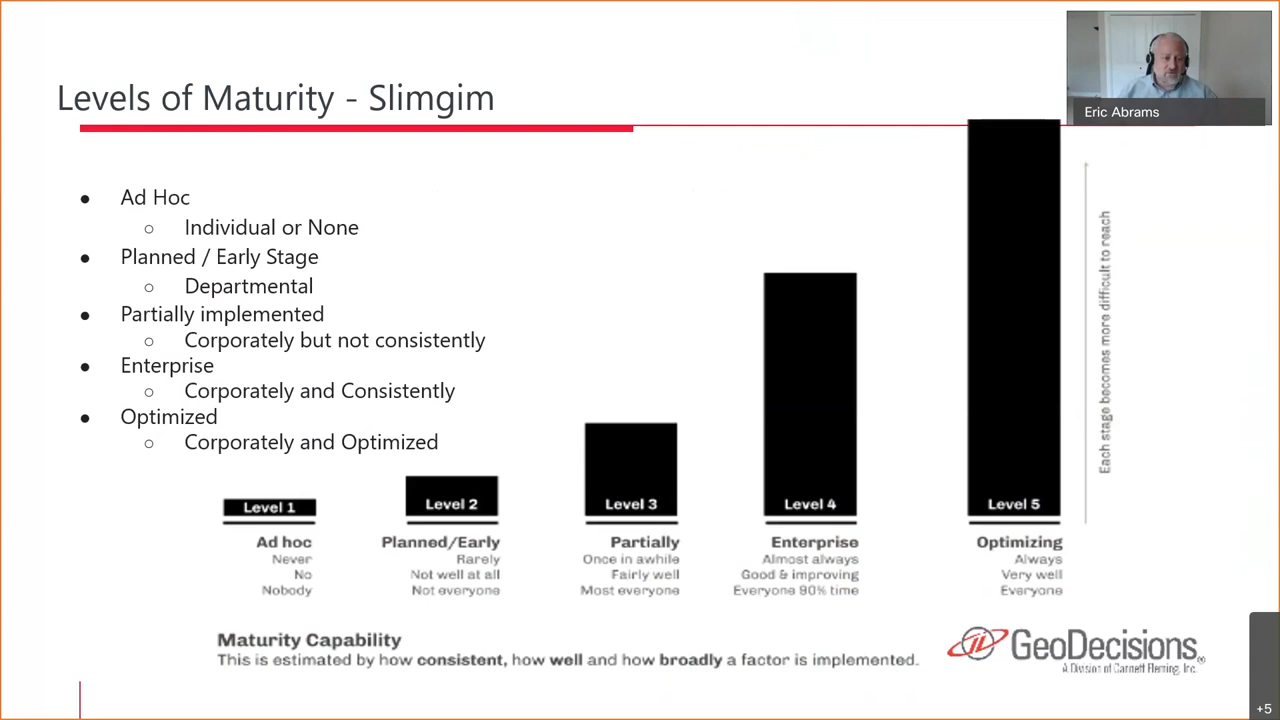 Levels of Maturity - Slimgim
Eric Abrams
● Ad Hoc
○ Individual or None
● Planned / Early Stage
○ Departmental
● Partially implemented
○ Corporately but not consistently
● Enterprise
○ Corporately and Consistently
● Optimized
○ Corporately and Optimized
Each stage becomes more difficult to reach
Level 1
Level 2
Level 3
Level 4
Level 5
Ad hoc
Never
No
Nobody
Planned/Early
Rarely
Not well at all
Not everyone
Partially
Once in awhile
Fairly well
Most everyone
Enterprise
Almost always
Good & improving
Everyone 90% time
Optimizing
Always
Very well
Everyone
Maturity Capability
This is estimated by how consistent, how well and how broadly a factor is implemented.
GeoDecisions®
A Division of Gannett Fleming, Inc.
+5